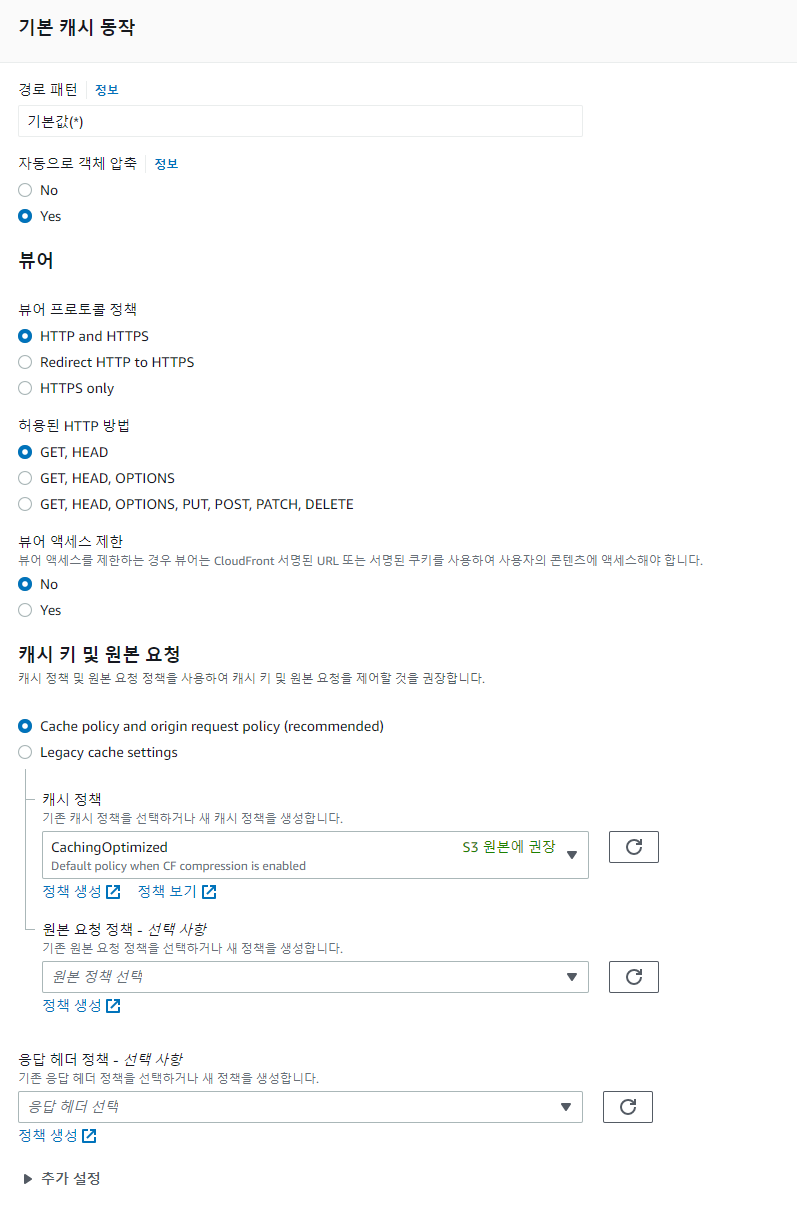 기본 캐시 동작
경로 패턴 정보
기본값(*)
자동으로 객체 압축 정보
No
Yes
뷰어
뷰어 프로토콜 정책
HTTP and HTTPS
Redirect HTTP to HTTPS
HTTPS only
허용된 HTTP 방법
GET, HEAD
GET, HEAD, OPTIONS
GET, HEAD, OPTIONS, PUT, POST, PATCH, DELETE
뷰어 액세스 제한
뷰어 액세스를 제한하는 경우 뷰어는 CloudFront 서명된 URL 또는 서명된 쿠키를 사용하여 사용자의 콘텐츠에 액세스해야 합니다.
No
Yes
캐시 키 및 원본 요청
캐시 정책 및 원본 요청 정책을 사용하여 캐시 키 및 원본 요청을 제어할 것을 권장합니다.
Cache policy and origin request policy (recommended)
Legacy cache settings
캐시 정책
기존 캐시 정책을 선택하거나 새 캐시 정책을 생성합니다.
CachingOptimized S3 원본에 권장
Default policy when CF compression is enabled
정책 생성 정책 보기
원본 요청 정책 - 선택 사항
기존 원본 요청 정책을 선택하거나 새 정책을 생성합니다.
원본 정책 선택
정책 생성
응답 헤더 정책 - 선택 사항
기존 응답 헤더 정책을 선택하거나 새 정책을 생성합니다.
응답 헤더 선택
정책 생성
추가 설정